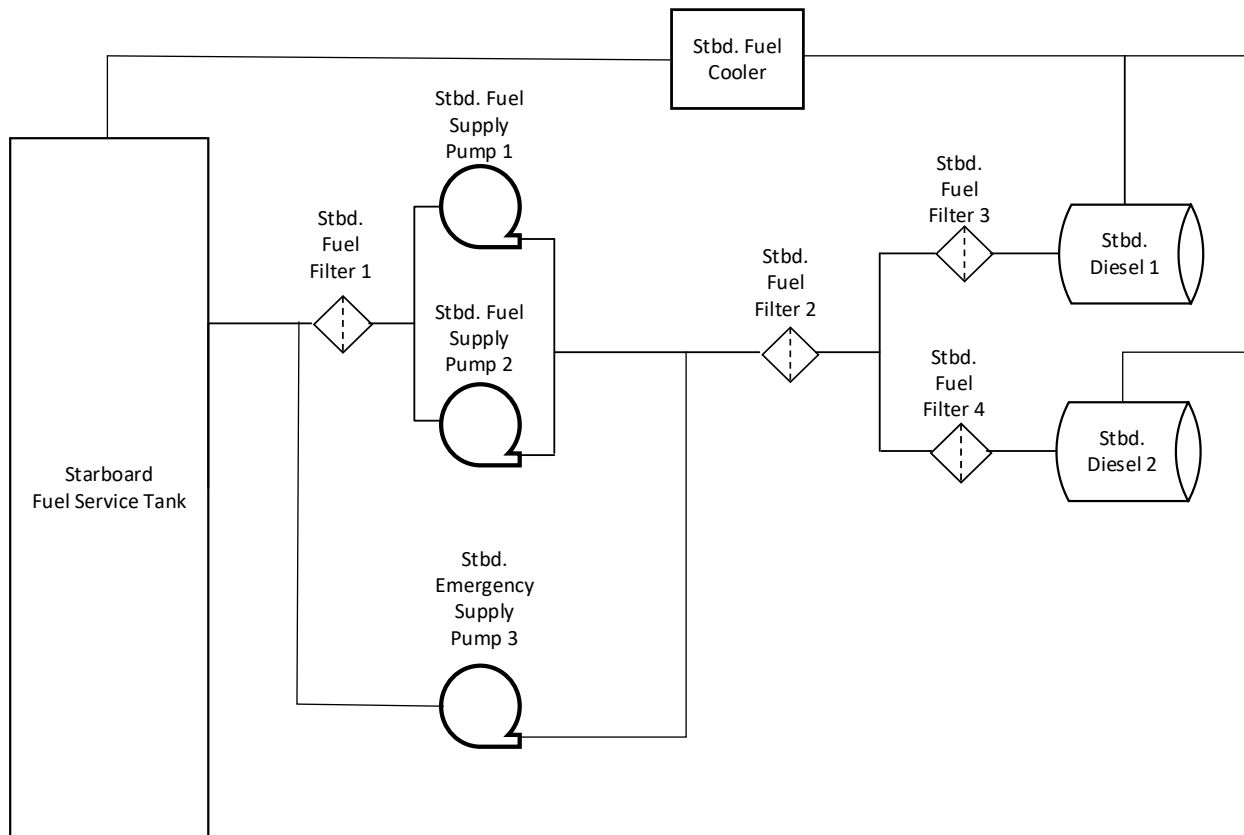 Stbd. Fuel
Cooler
Stbd. Fuel
Supply
Pump 1
Stbd.
Fuel
Filter 3
Stbd.
Fuel
Filter 1
Stbd.
Diesel 1
Stbd.
Fuel
Filter 2
Stbd. Fuel
Supply
Pump 2
Stbd.
Fuel
Filter 4
Stbd.
Diesel 2
Starboard
Fuel Service Tank
Stbd.
Emergency
Supply
Pump 3